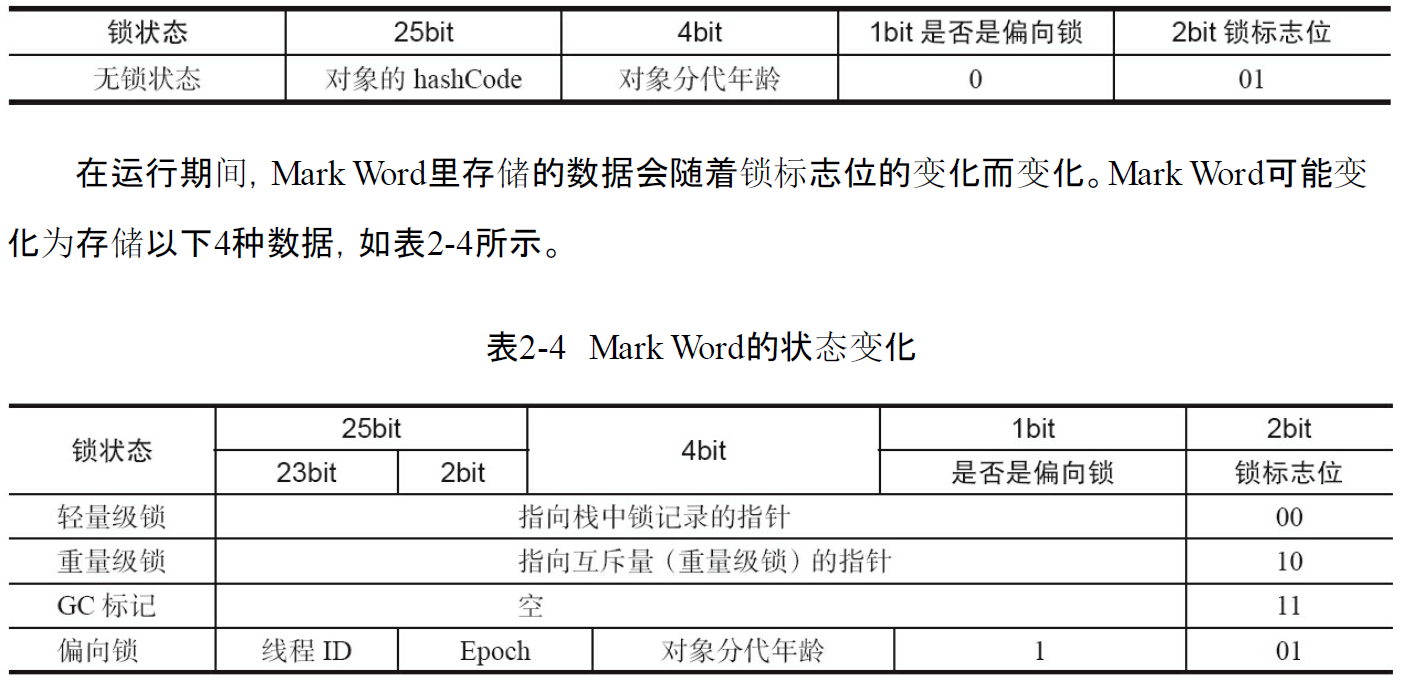 锁状态 25bit 4bit 1bit 是否是偏向锁 2bit 锁标志位
无锁状态 对象的 hashCode 对象分代年龄 0 01
在运行期间, Mark Word里存储的数据会随着锁标志位的变化而变化。Mark Word可能变
化为存储以下4种数据, 如表2-4所示。
表2-4 Mark Word的状态变化
锁状态 25bit 4bit 1bit 2bit
23bit 2bit 是否是偏向锁 锁标志位
轻量级锁 指向栈中锁记录的指针 00
重量级锁 指向互斥量（重量级锁）的指针 10
GC 标记 空 11
偏向锁 线程 ID Epoch 对象分代年龄 1 01